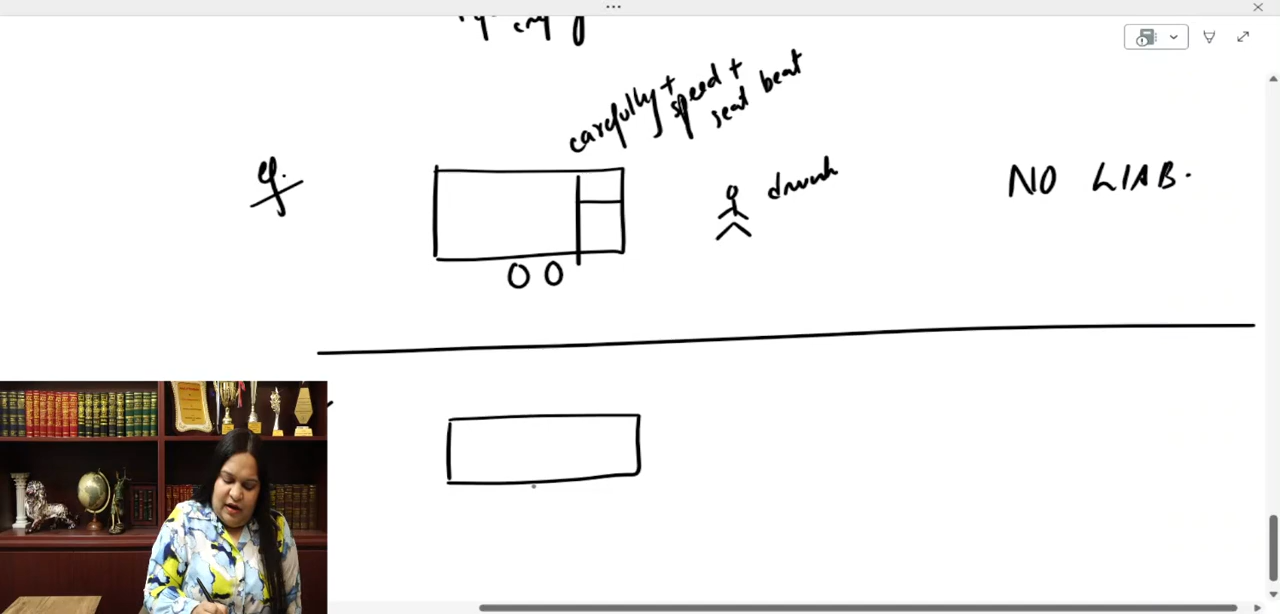 carefully +
speed +
seat beat
eg.
drunk
NO LIAB.